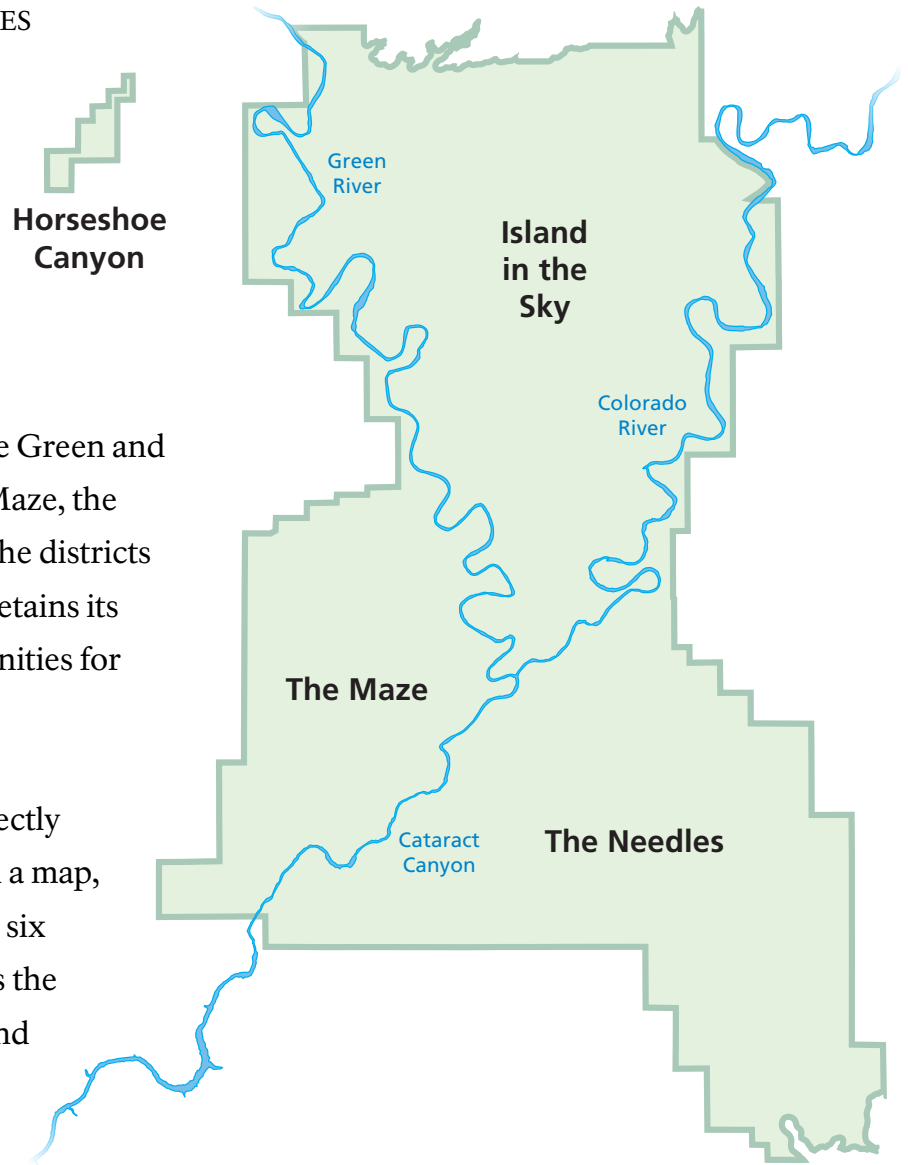 ES
Horseshoe
Canyon
Green
River
Island
in the
Sky
Colorado
River
e Green and
Maze, the
he districts
etains its
nities for
The Maze
ectly
a map,
six
s the
nd
Cataract
Canyon
The Needles